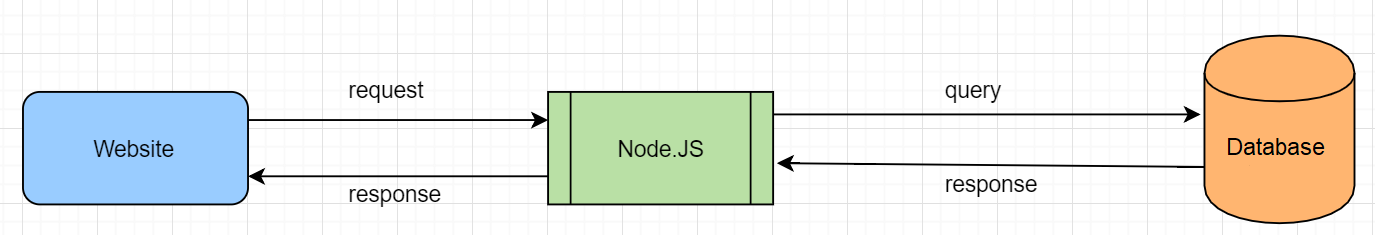 request
query
Website
Node.JS
Database
response
response